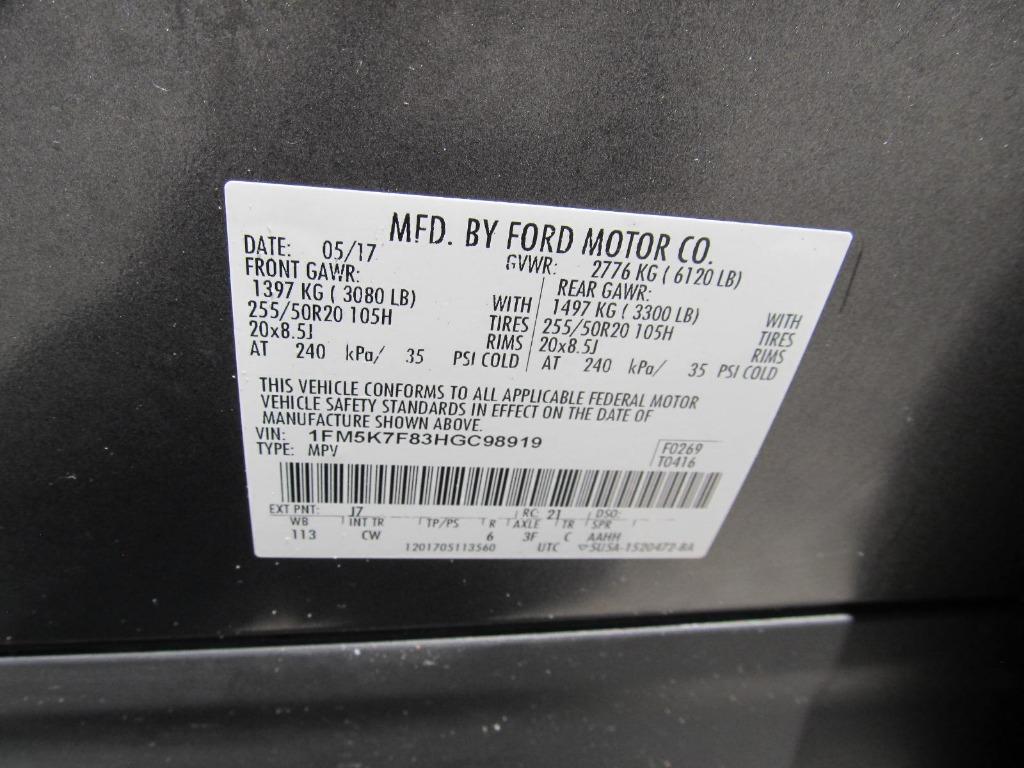 MFD. BY FORD MOTOR CO.
DATE: 05/17 GVWR: 2776 KG ( 6120 LB)
FRONT GAWR: REAR GAWR:
1397 KG ( 3080 LB) WITH 1497 KG ( 3300 LB) WITH
255/50R20 105H TIRES 255/50R20 105H TIRES
20x8.5J RIMS 20x8.5J RIMS
AT 240 kPa/ 35 PSI COLD AT 240 kPa/ 35 PSI COLD
THIS VEHICLE CONFORMS TO ALL APPLICABLE FEDERAL MOTOR
VEHICLE SAFETY STANDARDS IN EFFECT ON THE DATE OF
MANUFACTURE SHOWN ABOVE.
VIN: 1FM5K7F83HGC98919 F0269
TYPE: MPV T0416
EXT PNT: J7 RC: 21 DSO:
WB INT TR TP/PS R AXLE TR SPR
113 CW 6 3F C AAHH
1201705113560 UTC 5U5A-1520472-BA